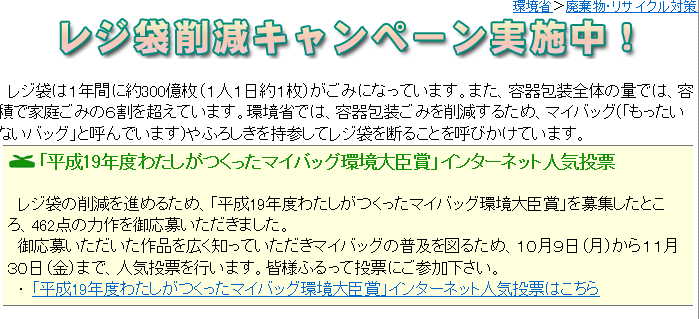 環境省＞廃棄物・リサイクル対策
レジ袋削減キャンペーン実施中！
レジ袋は１年間に約300億枚（１人１日約１枚）がごみになっています。また、容器包装全体の量では、容
積で家庭ごみの６割を超えています。環境省では、容器包装ごみを削減するため、マイバッグ（「もったい
ないバッグ」と呼んでいます）やふろしきを持参してレジ袋を断ることを呼びかけています。
「平成19年度わたしがつくったマイバッグ環境大臣賞」インターネット人気投票
レジ袋の削減を進めるため、「平成19年度わたしがつくったマイバッグ環境大臣賞」を募集したとこ
ろ、462点の力作を御応募いただきました。
御応募いただいた作品を広く知っていただきマイバッグの普及を図るため、１０月９日（月）から１１月
３０日（金）まで、人気投票を行います。皆様ふるって投票にご参加下さい。
・「平成19年度わたしがつくったマイバッグ環境大臣賞」インターネット人気投票はこちら